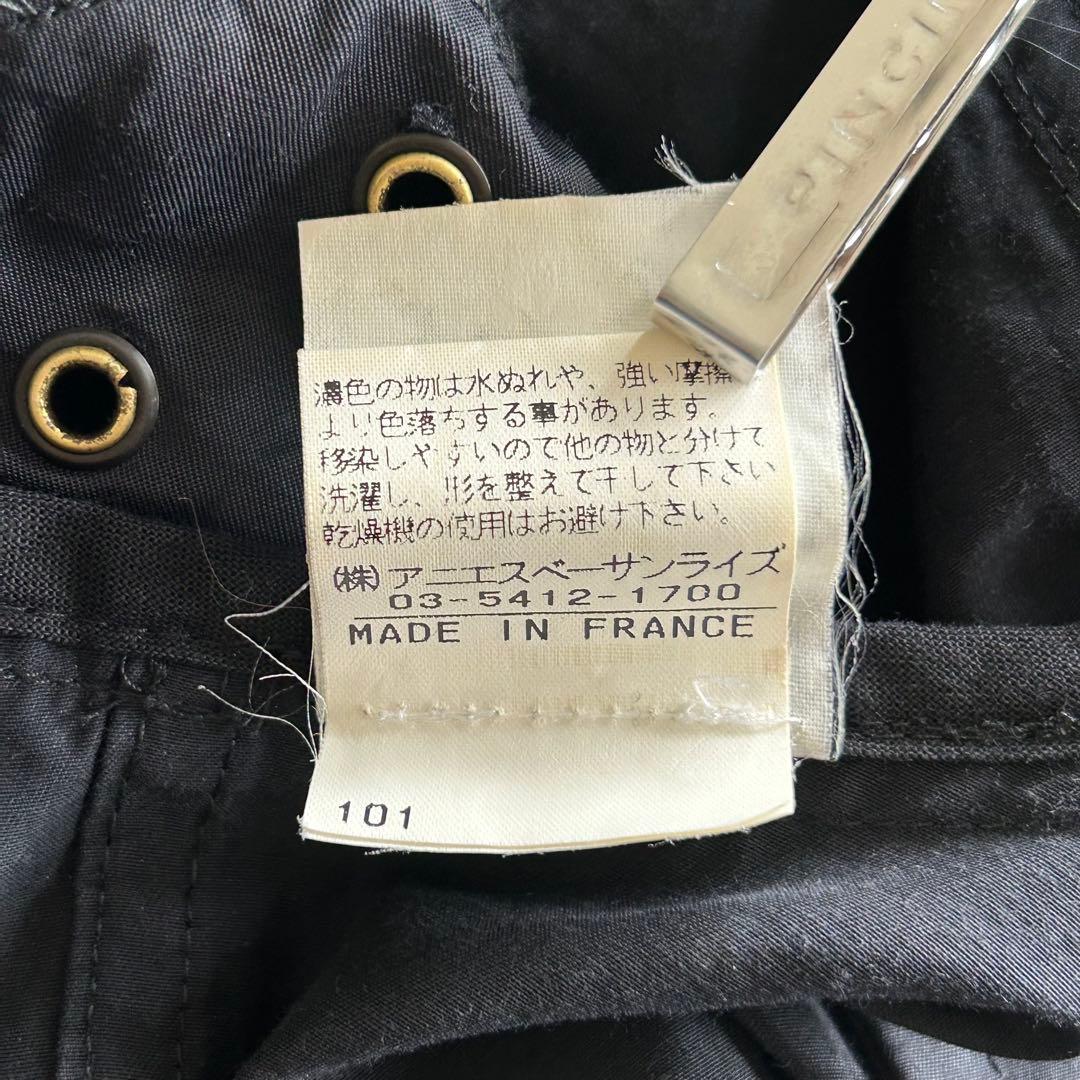 濃色の物は水ぬれや、強い摩擦
より色落ちする事があります。
移染しやすいので他の物と分けて
洗濯し、形を整えて干して下さい
乾燥機の使用はお避け下さい。
(株)アニエスベーサンライズ
03-5412-1700
MADE IN FRANCE
101